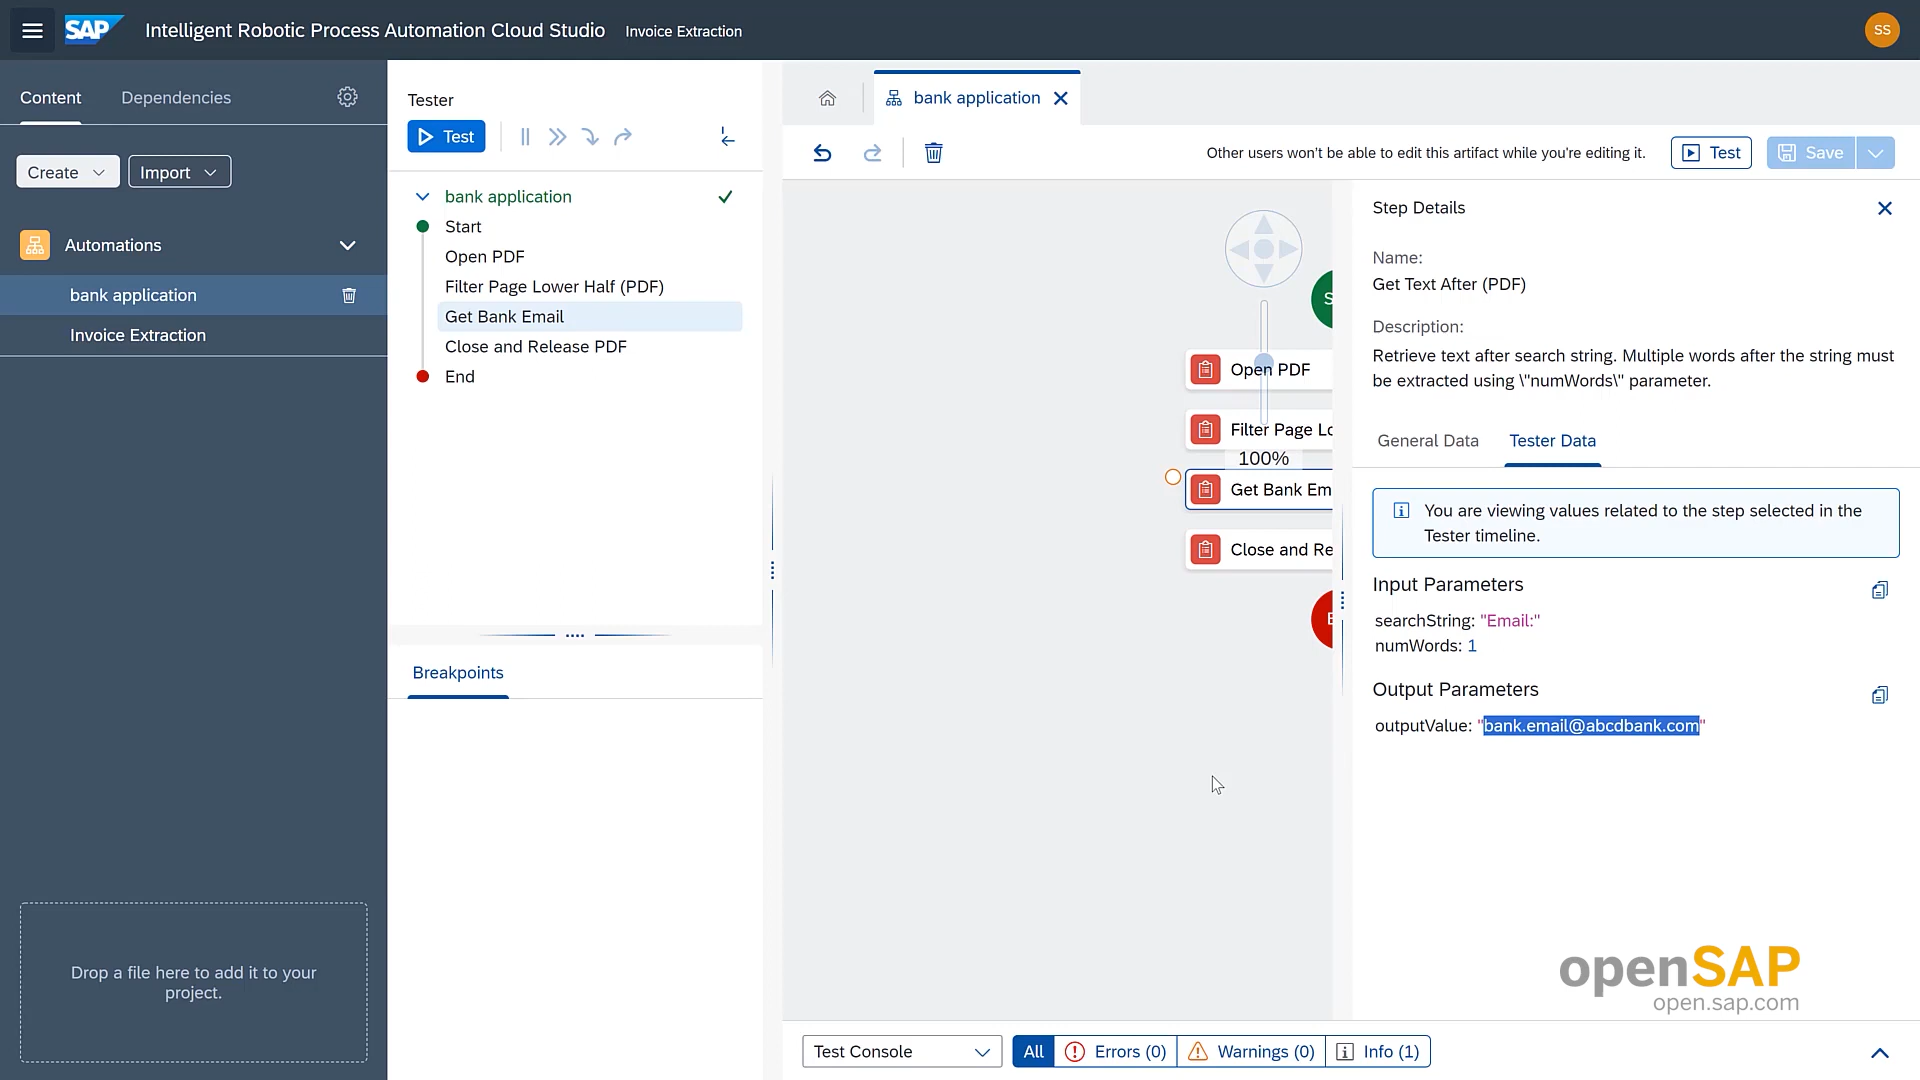 SAP Intelligent Robotic Process Automation Cloud Studio Invoice Extraction SS
Content Dependencies
Create Import
Automations
bank application
Invoice Extraction
Drop a file here to add it to your
project.
Tester
Test
bank application
Start
Open PDF
Filter Page Lower Half (PDF)
Get Bank Email
Close and Release PDF
End
Breakpoints
bank application
Other users won't be able to edit this artifact while you're editing it. Test Save
S
Open PDF
Filter Page Lo
100%
Get Bank Em
Close and Re
E
Step Details
Name:
Get Text After (PDF)
Description:
Retrieve text after search string. Multiple words after the string must
be extracted using \"numWords\" parameter.
General Data Tester Data
You are viewing values related to the step selected in the
Tester timeline.
Input Parameters
searchString: "Email:"
numWords: 1
Output Parameters
outputValue: "bank.email@abcdbank.com"
openSAP
open.sap.com
Test Console All Errors (0) Warnings (0) Info (1)